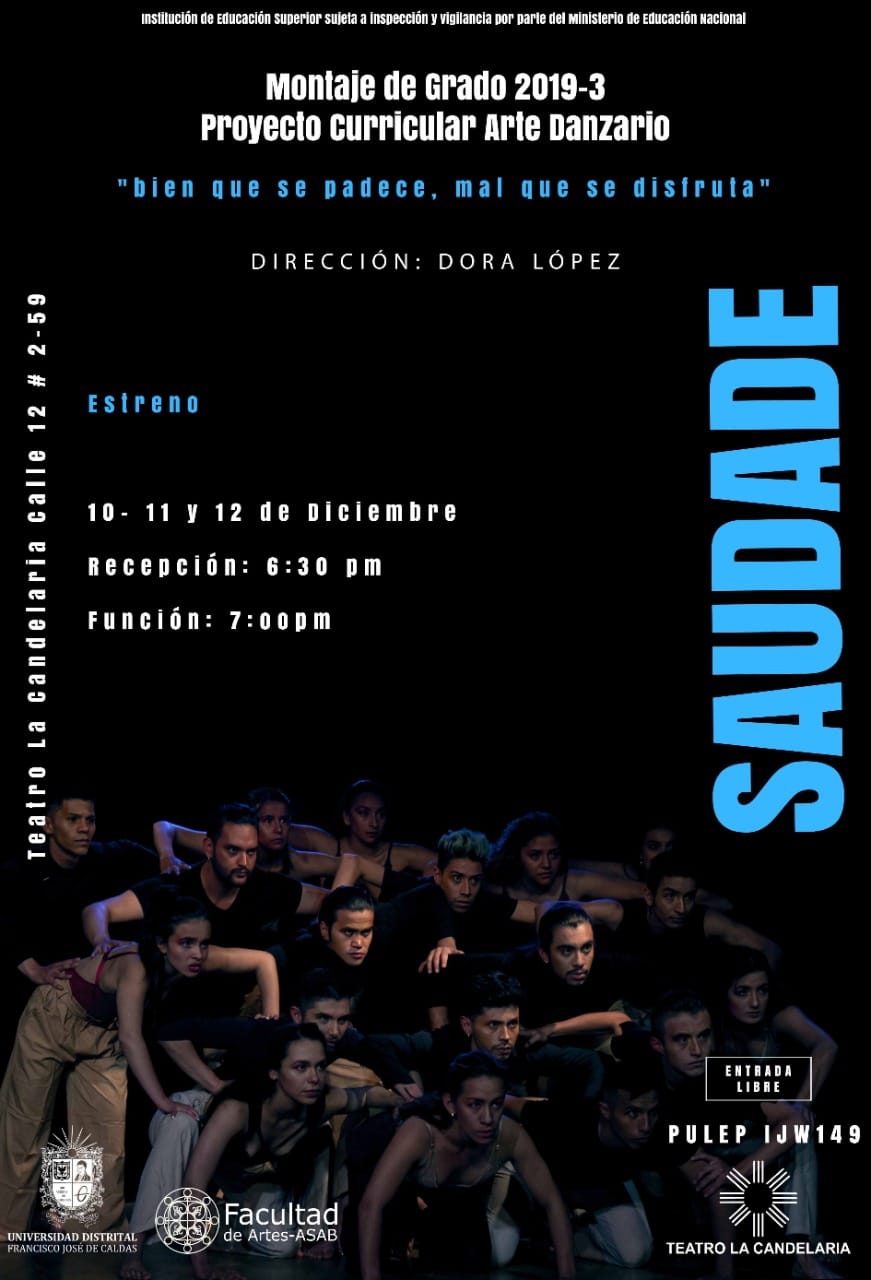 Institución de Educación Superior sujeta a inspección y vigilancia por parte del Ministerio de Educación Nacional
Montaje de Grado 2019-3
Proyecto Curricular Arte Danzario
"bien que se padece, mal que se disfruta"
DIRECCIÓN: DORA LÓPEZ
Teatro La Candelaria Calle 12 # 2-59
SAUDADE
Estreno
10- 11 y 12 de Diciembre
Recepción: 6:30 pm
Función: 7:oopm
ENTRADA
LIBRE
PULEP IJW149
UNIVERSIDAD DISTRITAL
FRANCISCO JOSÉ DE CALDAS
Facultad
de Artes-ASAB
TEATRO LA CANDELARIA